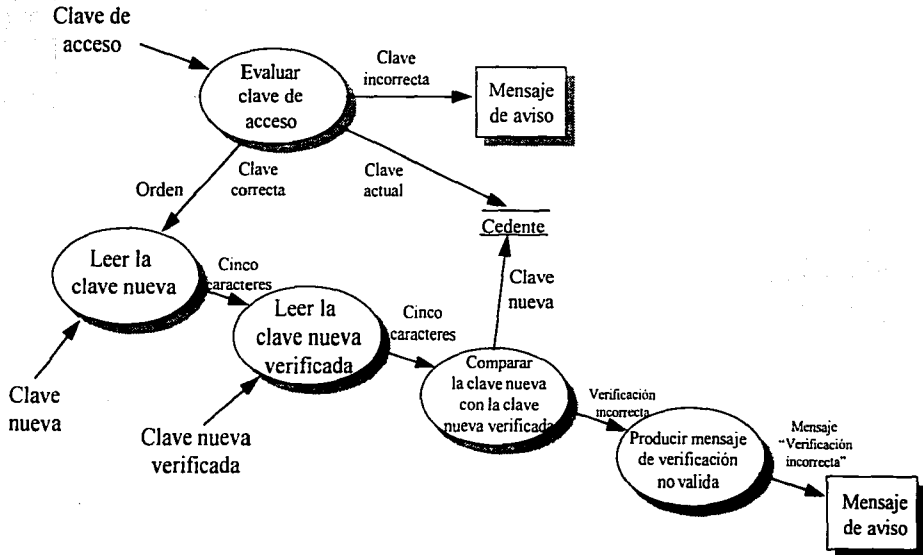 Clave de
acceso
Evaluar
clave de
acceso
Clave
incorrecta
Mensaje
de aviso
Orden
Clave
correcta
Clave
actual
Cedente
Leer la
clave nueva
Cinco
caracteres
Clave
nueva
Leer la
clave nueva
verificada
Cinco
caracteres
Clave
nueva
Clave nueva
verificada
Comparar
la clave nueva
con la clave
nueva verificada
Verificación
incorrecta
Producir mensaje
de verificación
no valida
Mensaje
“Verificación
incorrecta”
Mensaje
de aviso